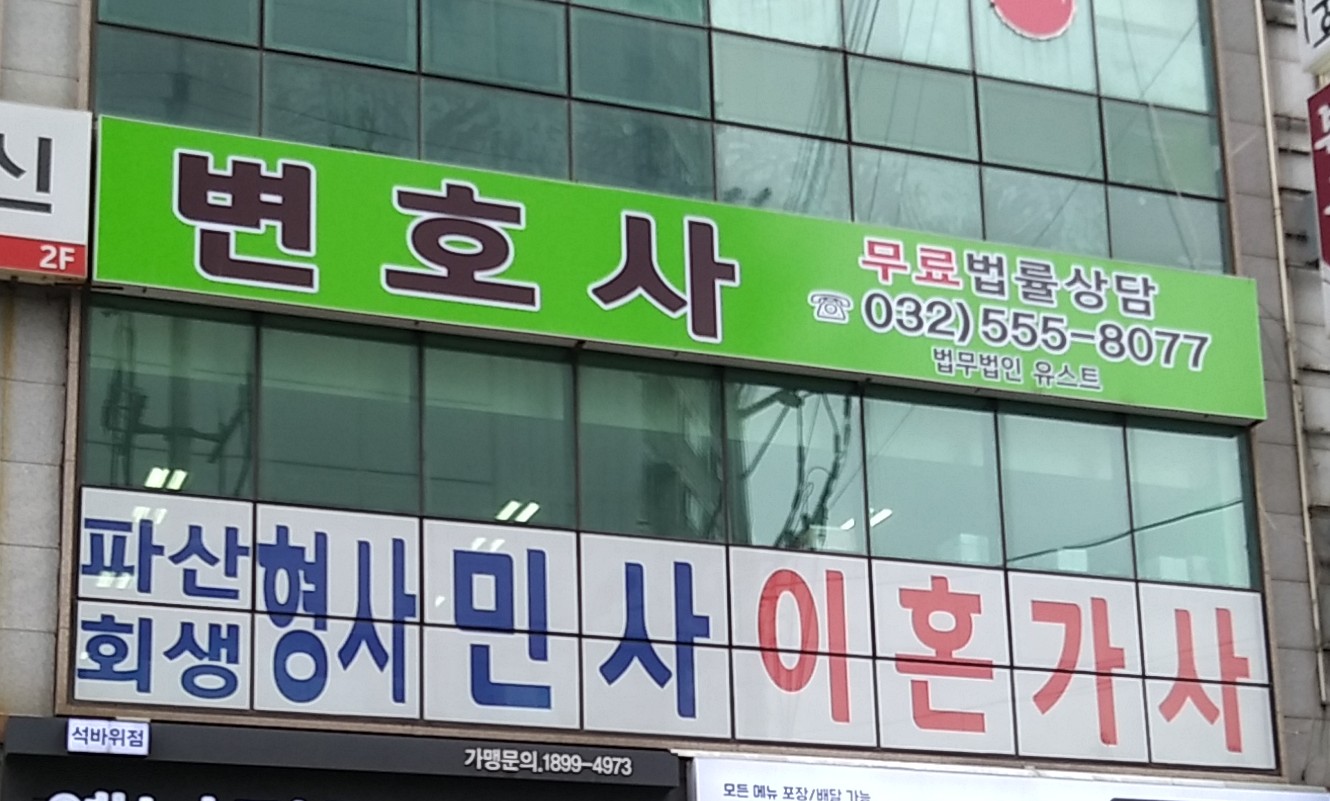 신
2F
변호사
무료법률상담
☏ 032)555-8077
법무법인 유스트
파산
회생
형사 민사 이혼가사
석바위점
가맹문의.1899-4973
모든 메뉴 포장/배달 가능